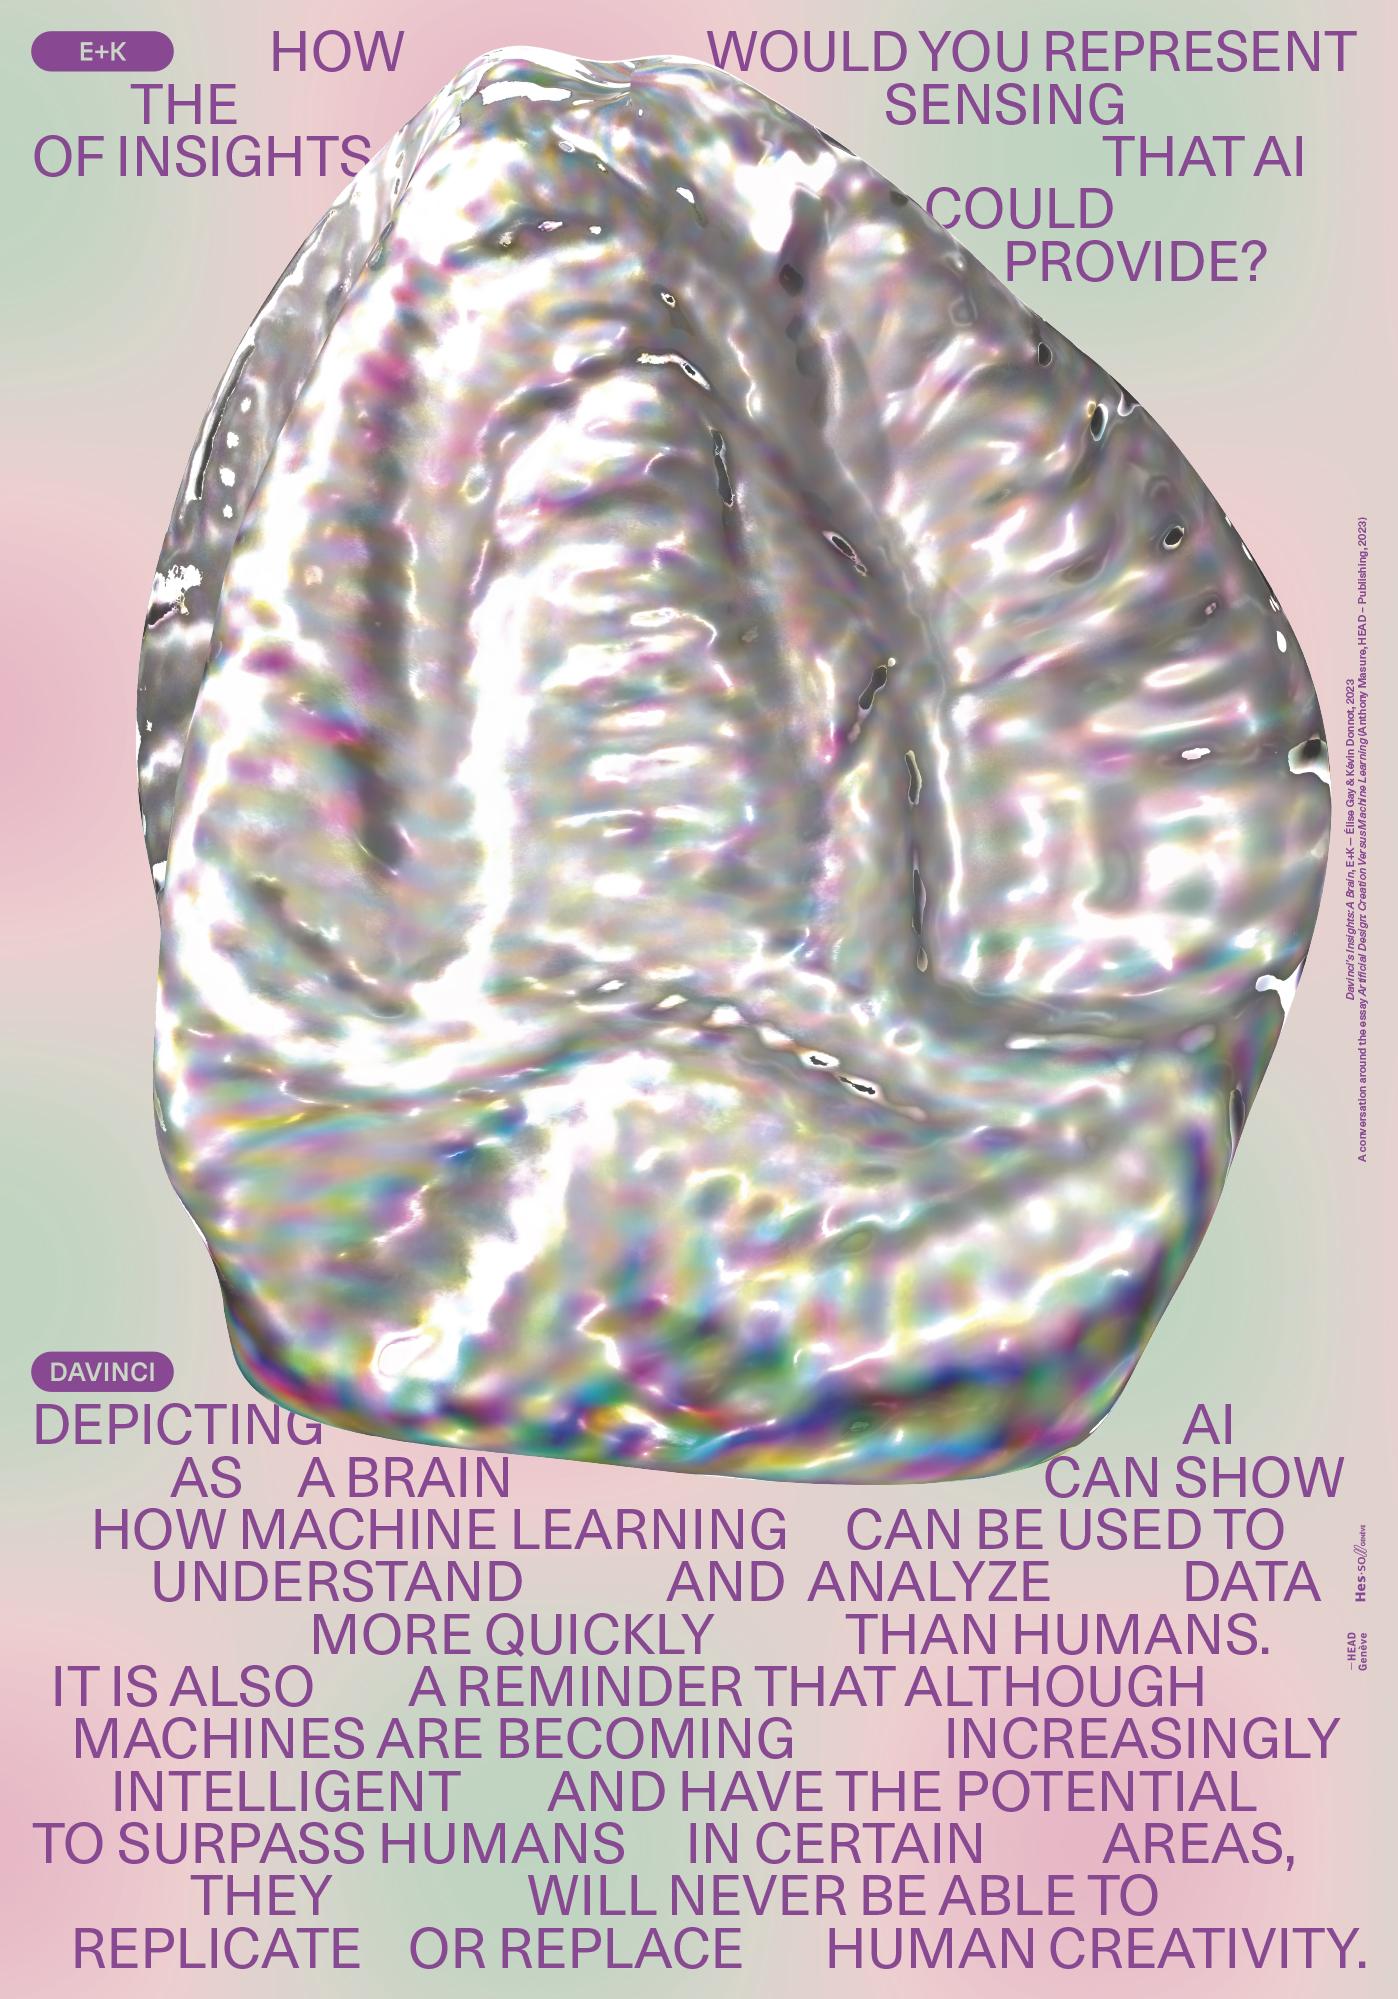 E+K
HOW WOULD YOU REPRESENT
THE SENSING
OF INSIGHTS THAT AI
COULD
PROVIDE?
Davinci's Insights: A Brain, E+K — Élise Gay & Kévin Donnot, 2023
A conversation around the essay Artificial Design: Creation Versus Machine Learning (Anthony Masure, HEAD – Publishing, 2023)
DAVINCI
DEPICTING AI
AS A BRAIN CAN SHOW
HOW MACHINE LEARNING CAN BE USED TO
UNDERSTAND AND ANALYZE DATA
MORE QUICKLY THAN HUMANS.
IT IS ALSO A REMINDER THAT ALTHOUGH
MACHINES ARE BECOMING INCREASINGLY
INTELLIGENT AND HAVE THE POTENTIAL
TO SURPASS HUMANS IN CERTAIN AREAS,
THEY WILL NEVER BE ABLE TO
REPLICATE OR REPLACE HUMAN CREATIVITY.
Hes·SO GENÈVE
– HEAD
Genève